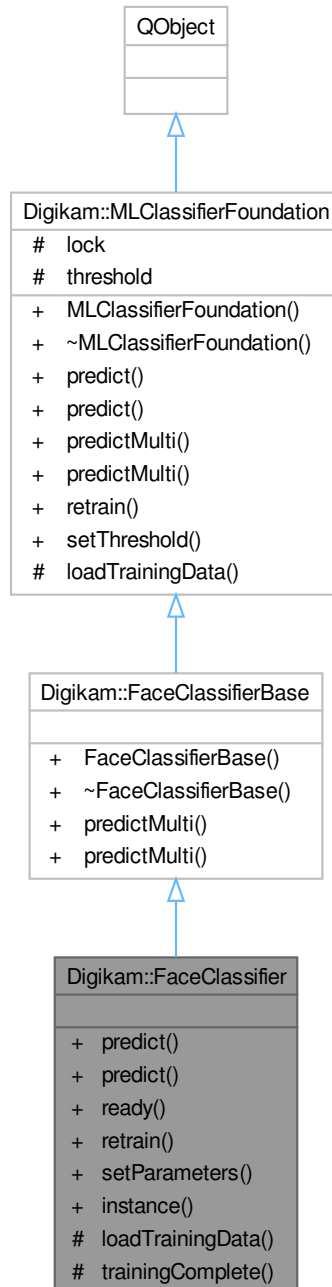 QObject
Digikam::MLClassifierFoundation
# lock
# threshold
+ MLClassifierFoundation()
+ ~MLClassifierFoundation()
+ predict()
+ predict()
+ predictMulti()
+ predictMulti()
+ retrain()
+ setThreshold()
# loadTrainingData()
Digikam::FaceClassifierBase
+ FaceClassifierBase()
+ ~FaceClassifierBase()
+ predictMulti()
+ predictMulti()
Digikam::FaceClassifier
+ predict()
+ predict()
+ ready()
+ retrain()
+ setParameters()
+ instance()
# loadTrainingData()
# trainingComplete()